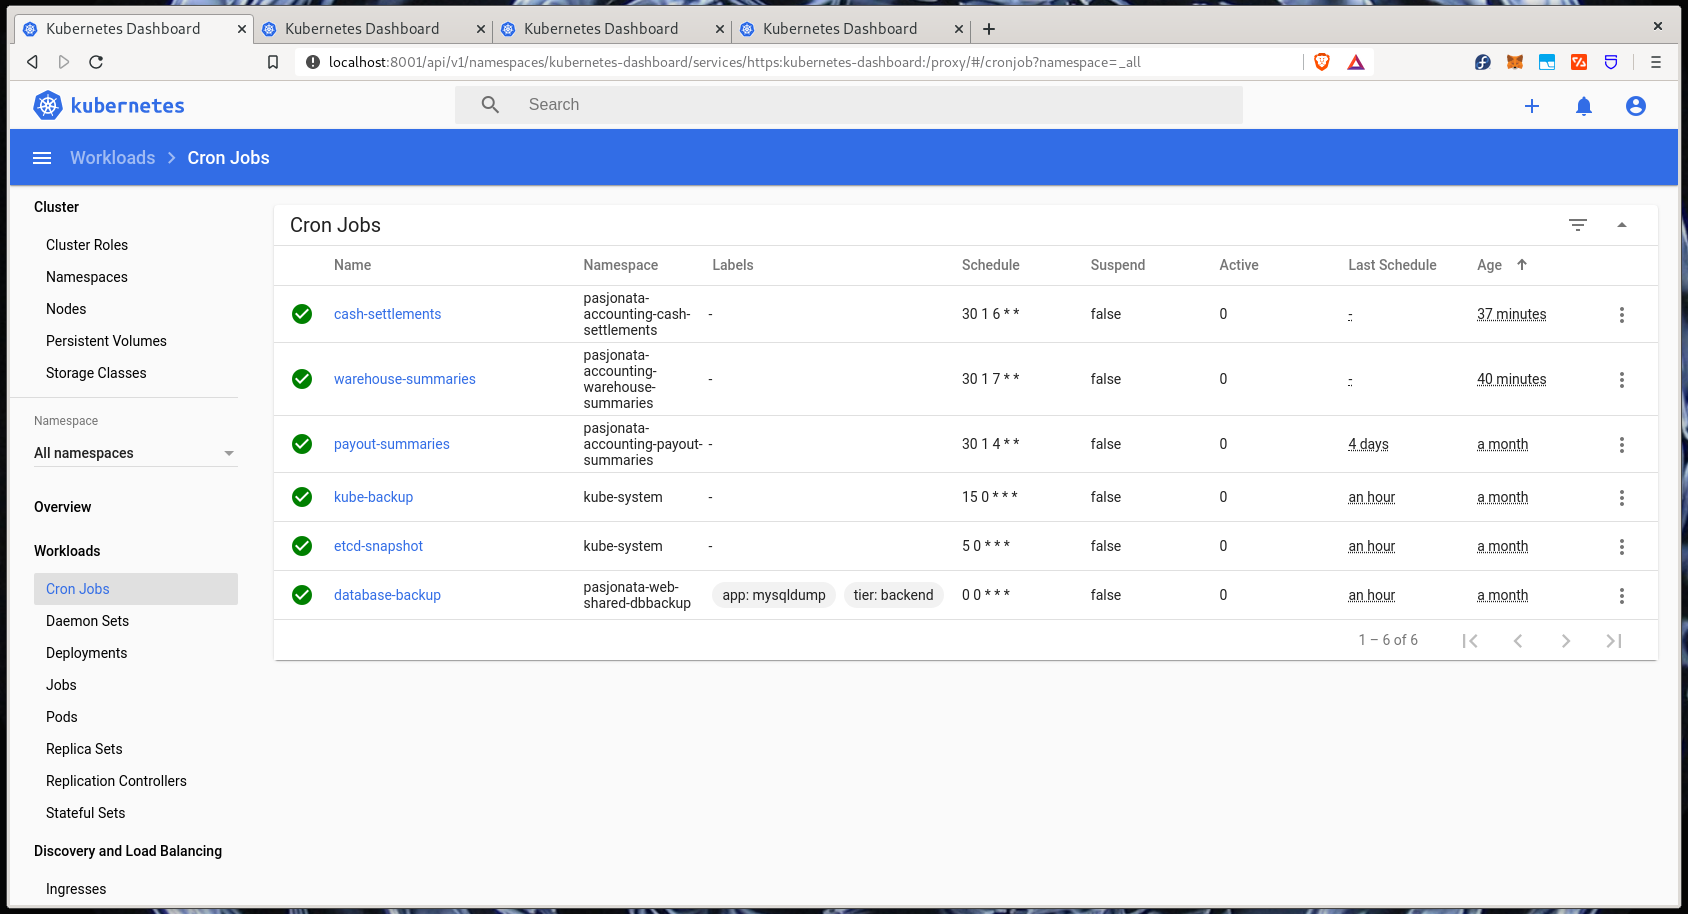 Kubernetes Dashboard
Kubernetes Dashboard
Kubernetes Dashboard
Kubernetes Dashboard
localhost:8001/api/v1/namespaces/kubernetes-dashboard/services/https:kubernetes-dashboard:/proxy/#/cronjob?namespace=_all
kubernetes
Search
Workloads > Cron Jobs
Cluster
Cluster Roles
Namespaces
Nodes
Persistent Volumes
Storage Classes
Namespace
All namespaces
Overview
Workloads
Cron Jobs
Daemon Sets
Deployments
Jobs
Pods
Replica Sets
Replication Controllers
Stateful Sets
Discovery and Load Balancing
Ingresses
Cron Jobs
Name Namespace Labels Schedule Suspend Active Last Schedule Age
cash-settlements
pasjonata-
accounting-cash-
settlements
- 30 1 6 * * false 0 - 37 minutes
warehouse-summaries
pasjonata-
accounting-
warehouse-
summaries
- 30 1 7 * * false 0 - 40 minutes
payout-summaries
pasjonata-
accounting-payout-
summaries
- 30 1 4 * * false 0 4 days a month
kube-backup kube-system - 15 0 * * * false 0 an hour a month
etcd-snapshot kube-system - 5 0 * * * false 0 an hour a month
database-backup
pasjonata-web-
shared-dbbackup
app: mysqldump tier: backend 0 0 * * * false 0 an hour a month
1 – 6 of 6